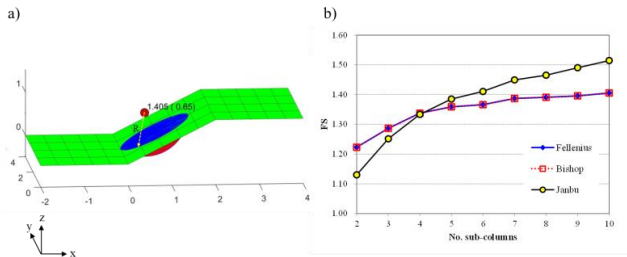 a)
b)
1.405 ( 0.65)
R
1
0
4
2
0
-2
-1
0
1
2
3
4
z
y
x
1.60
1.50
1.40
1.30
1.20
1.10
1.00
FS
2
3
4
5
6
7
8
9
10
No. sub-columns
Fellenius
Bishop
Janbu